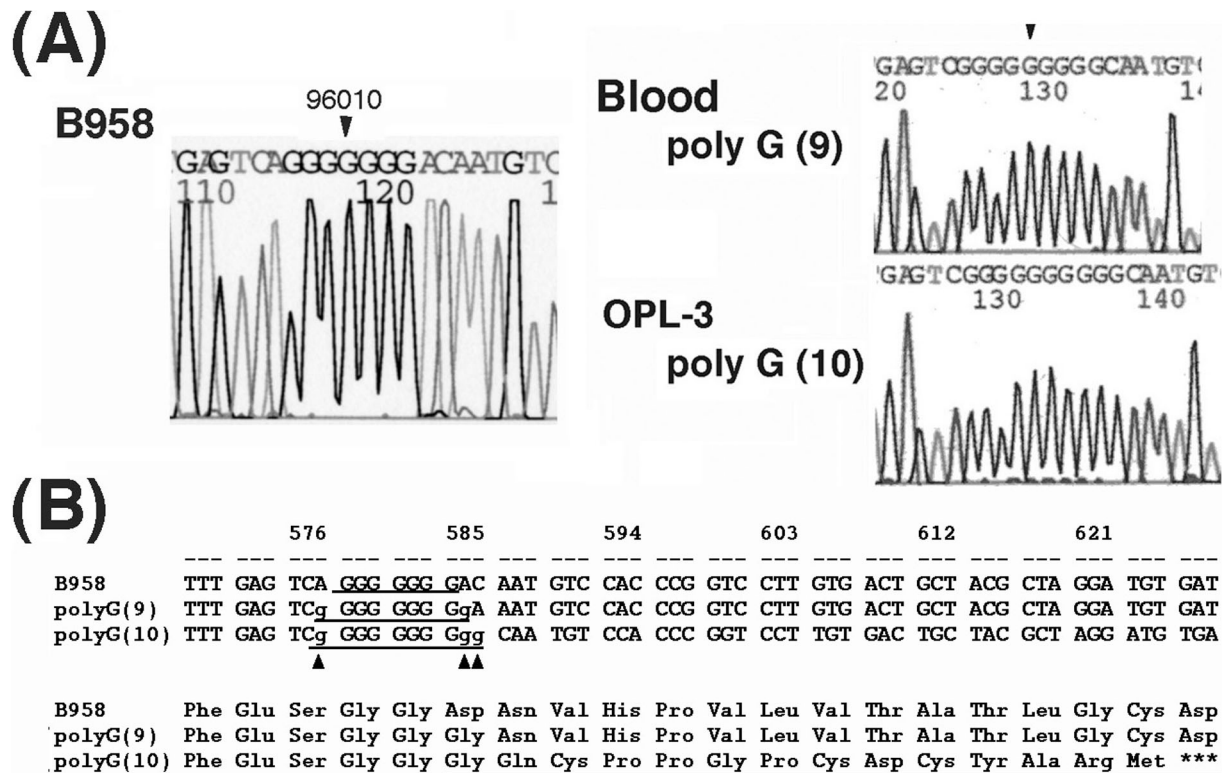 (A)
B958
96010
GAGTCAGGGGGGGACAATGTC
110 120 1
Blood
poly G (9)
GAGTCGGGGGGGGGCAATGT
20 130 14
OPL-3
poly G (10)
GAGTCGGGGGGGGGGCAATGT
130 140
(B)
576 585 594 603 612 621
--- --- --- --- --- --- --- --- --- --- --- --- --- --- --- --- --- --- --- ---
B958 TTT GAG TCA GGG GGG GAC AAT GTC CAC CCG GTC CTT GTG ACT GCT ACG CTA GGA TGT GAT
polyG(9) TTT GAG TCg GGG GGG GgA AAT GTC CAC CCG GTC CTT GTG ACT GCT ACG CTA GGA TGT GAT
polyG(10) TTT GAG TCg GGG GGG Ggg CAA TGT CCA CCC GGT CCT TGT GAC TGC TAC GCT AGG ATG TGA
B958 Phe Glu Ser Gly Gly Asp Asn Val His Pro Val Leu Val Thr Ala Thr Leu Gly Cys Asp
polyG(9) Phe Glu Ser Gly Gly Gly Asn Val His Pro Val Leu Val Thr Ala Thr Leu Gly Cys Asp
polyG(10) Phe Glu Ser Gly Gly Gly Gln Cys Pro Pro Gly Pro Cys Asp Cys Tyr Ala Arg Met ***